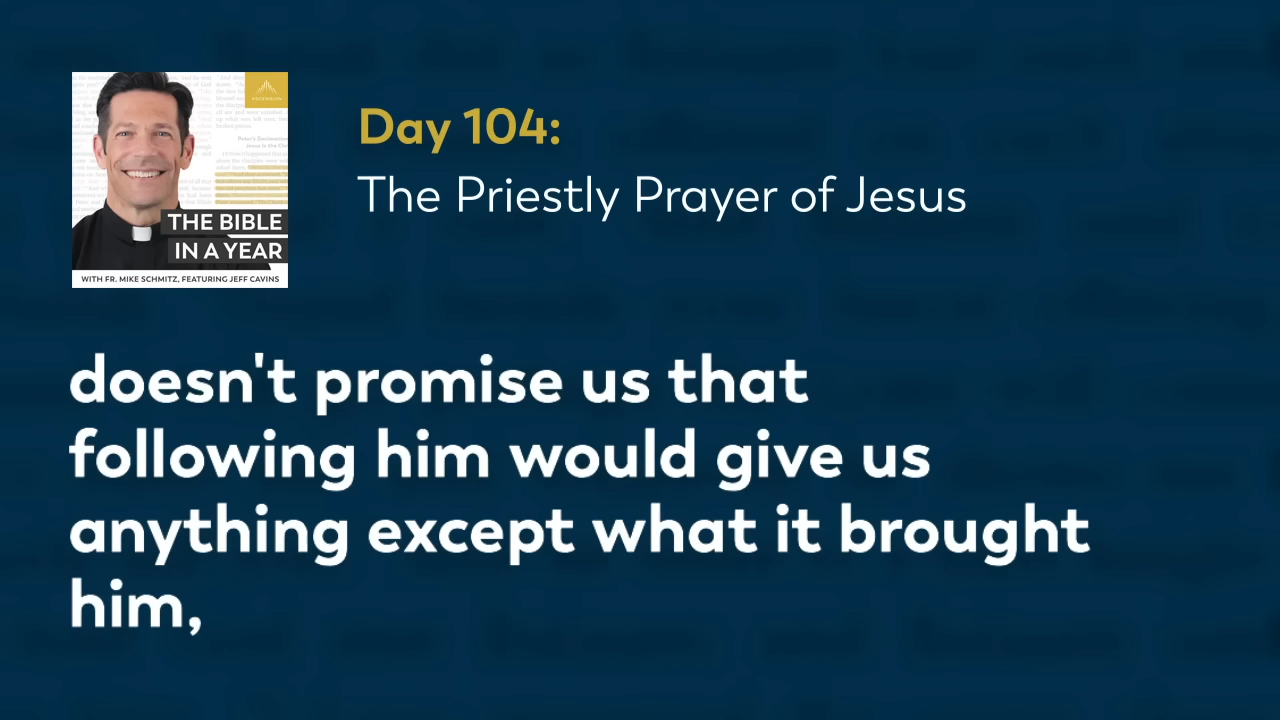 ASCENSION
THE BIBLE
IN A YEAR
WITH FR. MIKE SCHMITZ, FEATURING JEFF CAVINS
Day 104:
The Priestly Prayer of Jesus
doesn't promise us that
following him would give us
anything except what it brought
him,